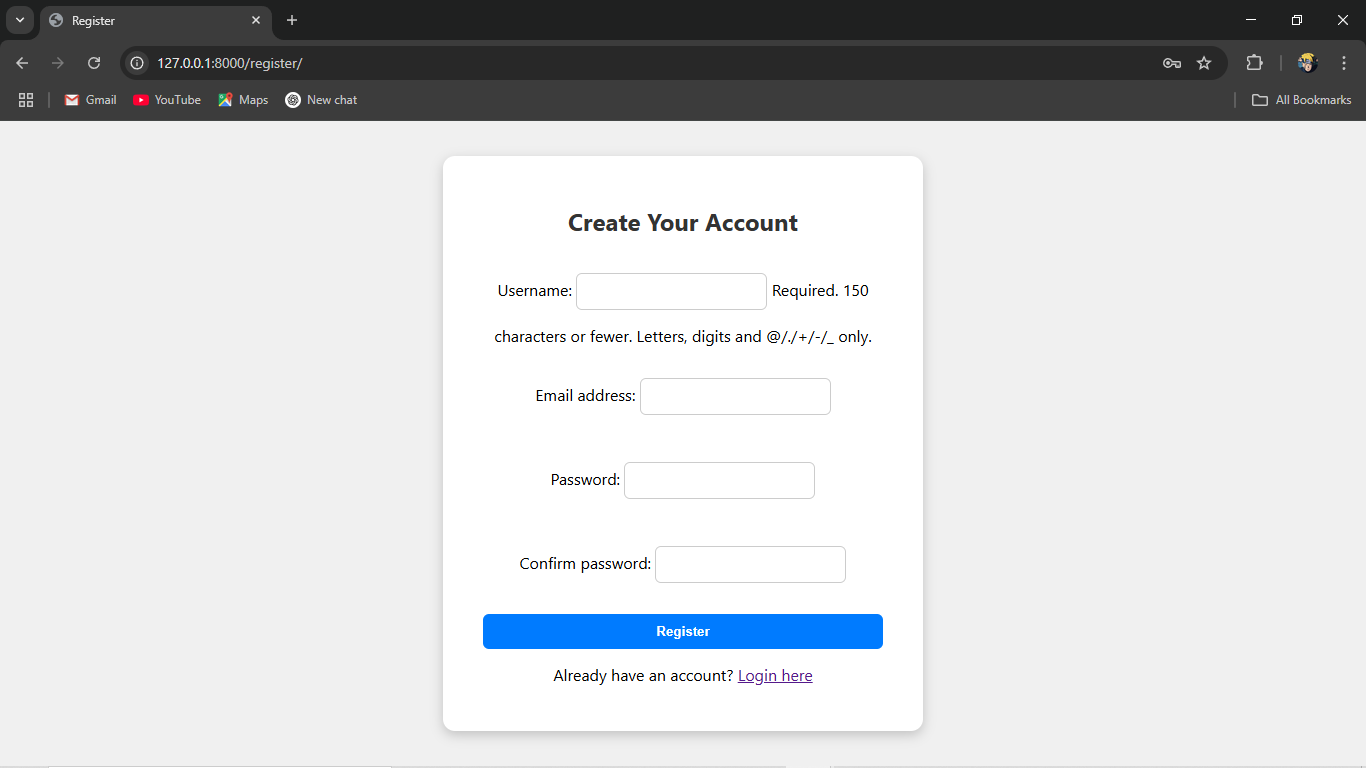 Register
127.0.0.1:8000/register/
Gmail YouTube Maps New chat All Bookmarks
Create Your Account
Username: Required. 150
characters or fewer. Letters, digits and @/./+/-/_ only.
Email address:
Password:
Confirm password:
Register
Already have an account? Login here